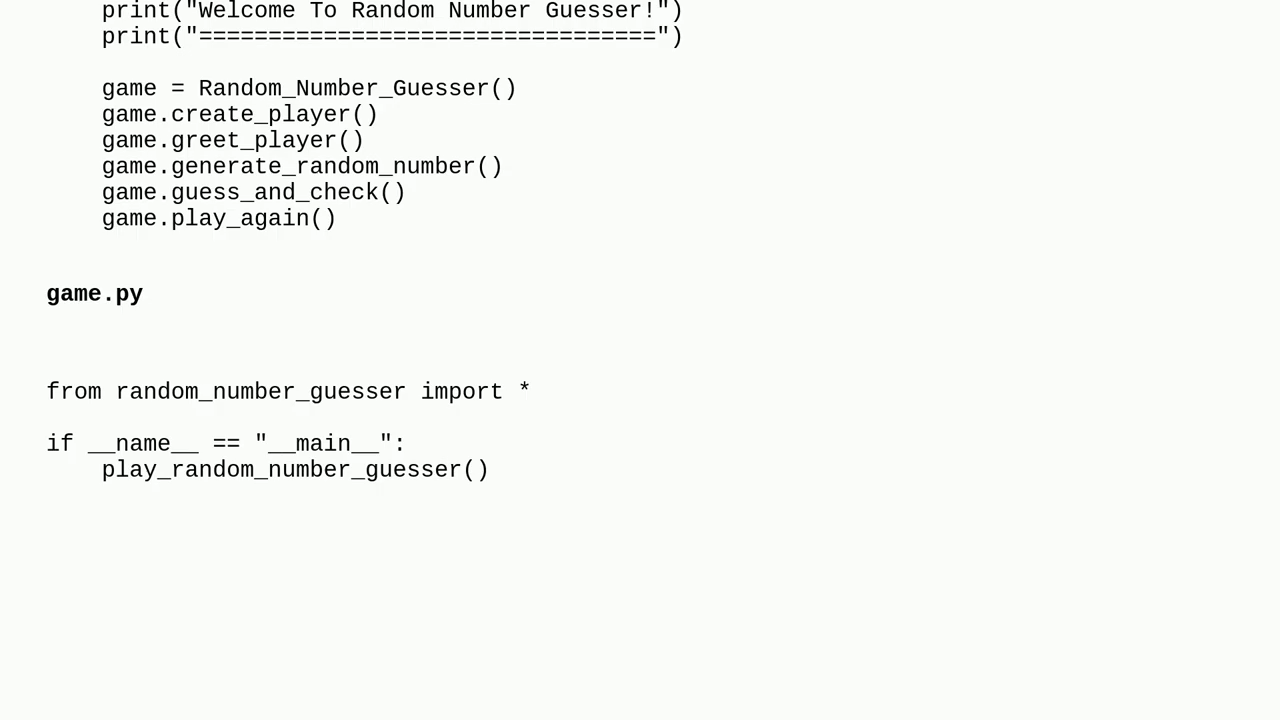 print("Welcome To Random Number Guesser!")
print("=================================")
game = Random_Number_Guesser()
game.create_player()
game.greet_player()
game.generate_random_number()
game.guess_and_check()
game.play_again()
game.py
from random_number_guesser import *
if __name__ == "__main__":
play_random_number_guesser()